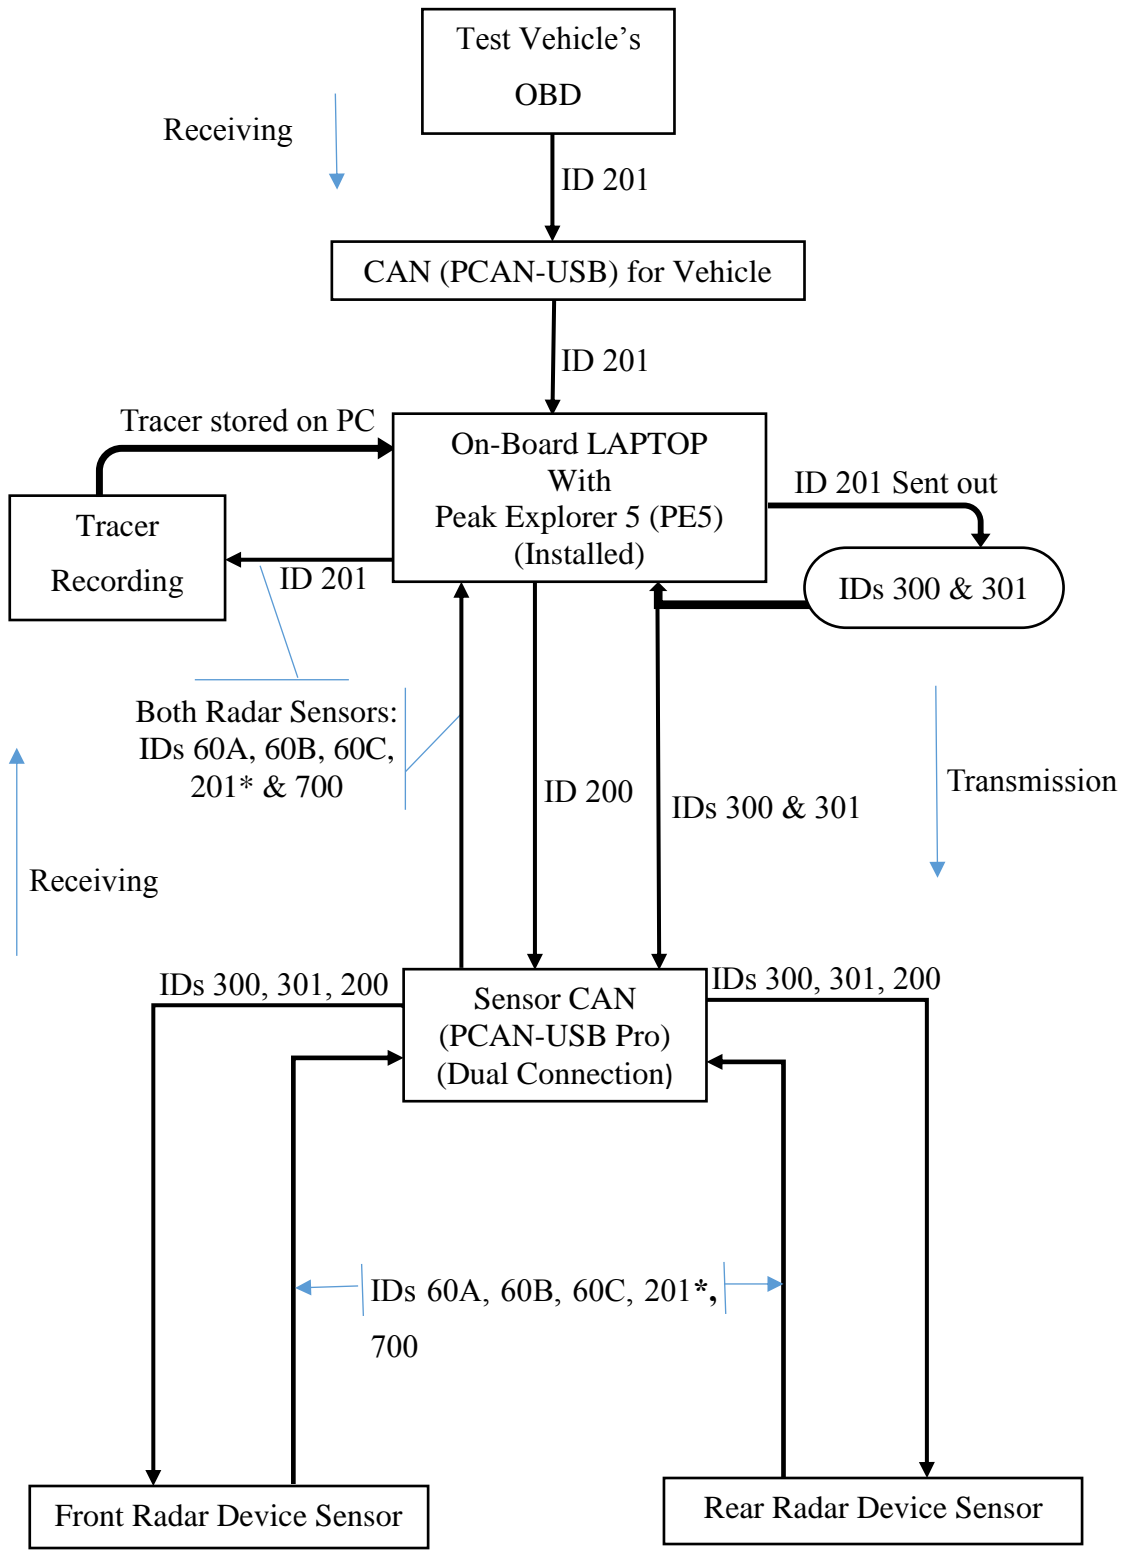 Test Vehicle’s
OBD
Receiving
ID 201
CAN (PCAN-USB) for Vehicle
ID 201
Tracer stored on PC
On-Board LAPTOP
With
Peak Explorer 5 (PE5)
(Installed)
ID 201 Sent out
Tracer
Recording
ID 201
IDs 300 & 301
Both Radar Sensors:
IDs 60A, 60B, 60C,
201* & 700
ID 200
IDs 300 & 301
Transmission
Receiving
IDs 300, 301, 200
IDs 300, 301, 200
Sensor CAN
(PCAN-USB Pro)
(Dual Connection)
IDs 60A, 60B, 60C, 201*,
700
Front Radar Device Sensor
Rear Radar Device Sensor